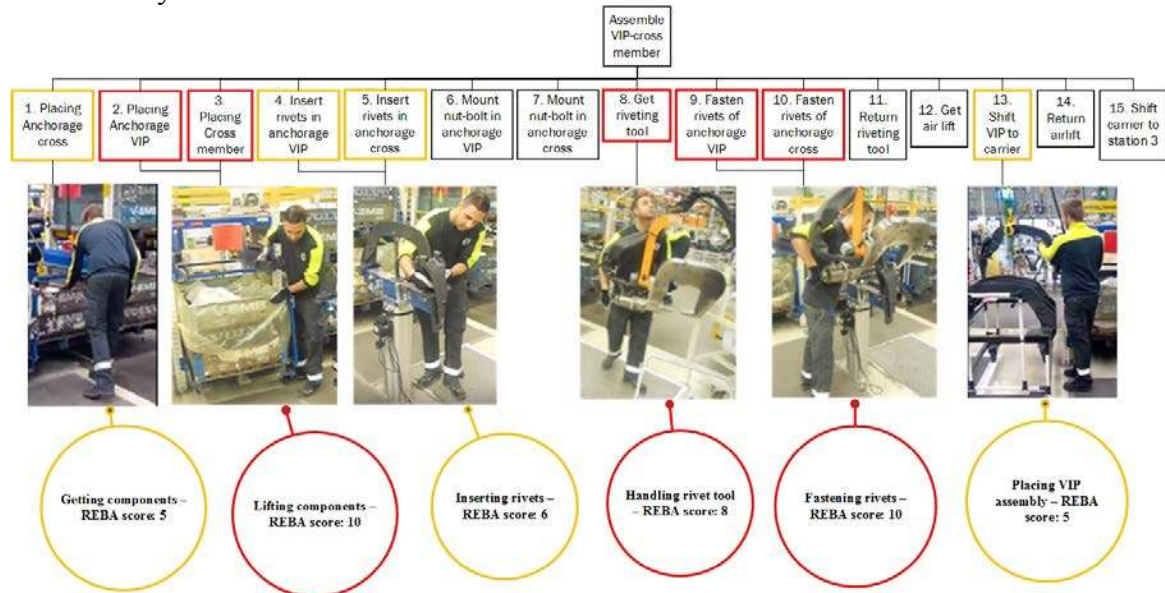 Assemble
VIP-cross
member
1. Placing
Anchorage
cross
2. Placing
Anchorage
VIP
3.
Placing
Cross
member
4. Insert
rivets in
anchorage
VIP
5. Insert
rivets in
anchorage
cross
6. Mount
nut-bolt in
anchorage
VIP
7. Mount
nut-bolt in
anchorage
cross
8. Get
riveting
tool
9. Fasten
rivets of
anchorage
VIP
10. Fasten
rivets of
anchorage
cross
11.
Return
riveting
tool
12. Get
air lift
13.
Shift
VIP to
carrier
14.
Return
airlift
15. Shift
carrier to
station 3
Getting components –
REBA score: 5
Lifting components –
REBA score: 10
Inserting rivets –
REBA score: 6
Handling rivet tool
– REBA score: 8
Fastening rivets –
REBA score: 10
Placing VIP
assembly – REBA
score: 5